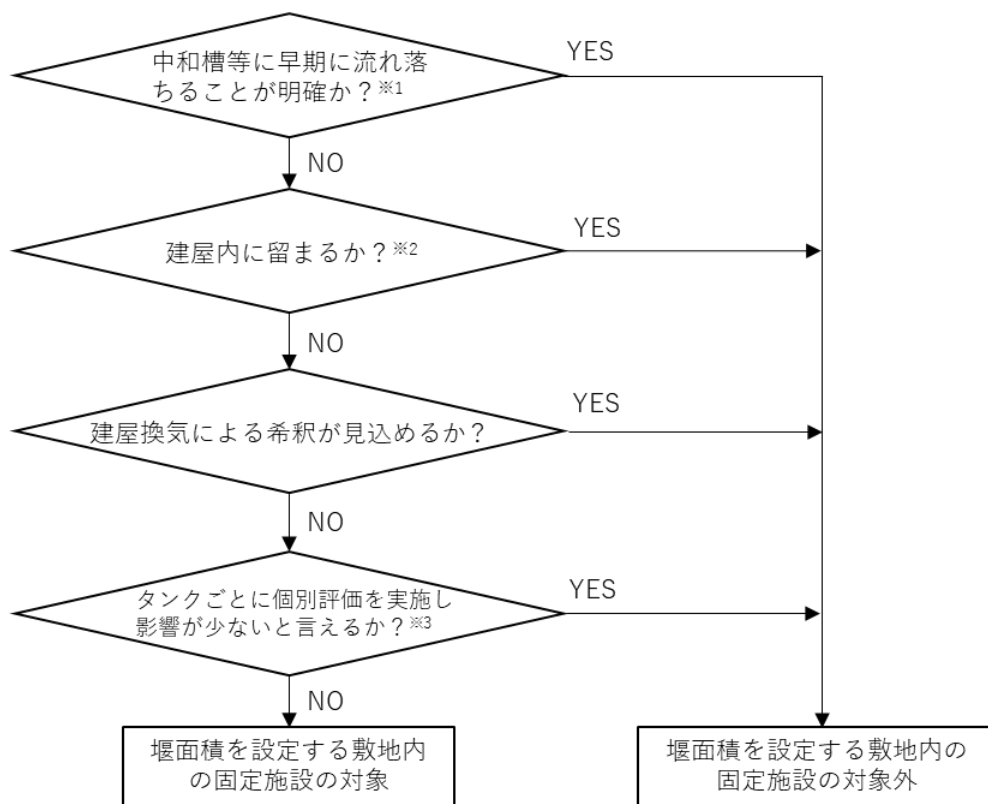 中和槽等に早期に流れ落
ちることが明確か？※1
YES
NO
建屋内に留まるか？※2
YES
NO
建屋換気による希釈が見込めるか？
YES
NO
タンクごとに個別評価を実施し
影響が少ないと言えるか？※3
YES
NO
堰面積を設定する敷地内
の固定施設の対象
堰面積を設定する敷地内の
固定施設の対象外